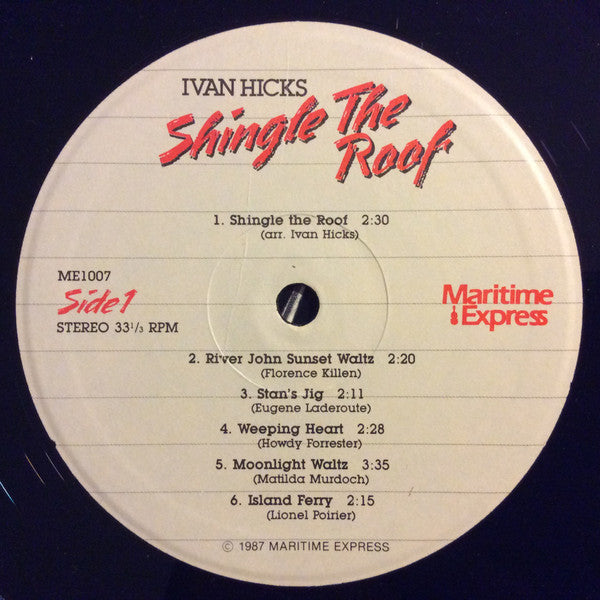 IVAN HICKS
Shingle The
Roof
1. Shingle the Roof 2:30
(arr. Ivan Hicks)
ME1007
Side 1
STEREO 33 1/3 RPM
Maritime
Express
2. River John Sunset Waltz 2:20
(Florence Killen)
3. Stan's Jig 2:11
(Eugene Laderoute)
4. Weeping Heart 2:28
(Howdy Forrester)
5. Moonlight Waltz 3:35
(Matilda Murdoch)
6. Island Ferry 2:15
(Lionel Poirier)
© 1987 MARITIME EXPRESS